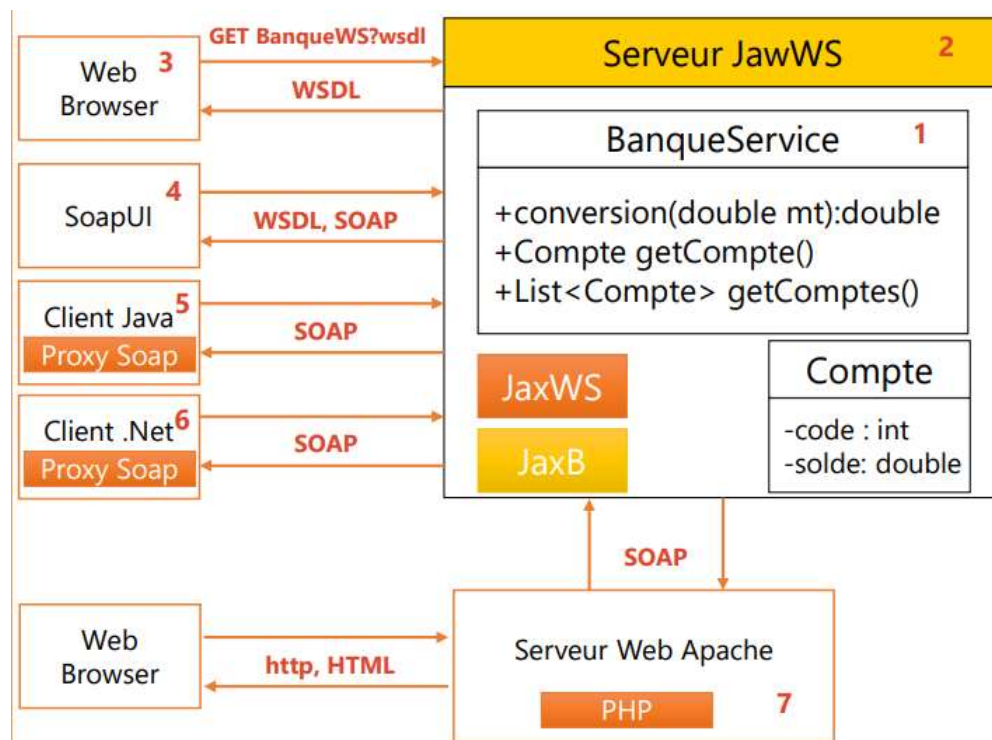 GET BanqueWS?wsdl
Web 3
Browser
WSDL
Serveur JawWS 2
BanqueService 1
+conversion(double mt):double
+Compte getCompte()
+List<Compte> getComptes()
SoapUI 4
WSDL, SOAP
Client Java 5
Proxy Soap
SOAP
Client .Net 6
Proxy Soap
SOAP
JaxWS
JaxB
Compte
-code : int
-solde: double
SOAP
Web
Browser
http, HTML
Serveur Web Apache
PHP 7